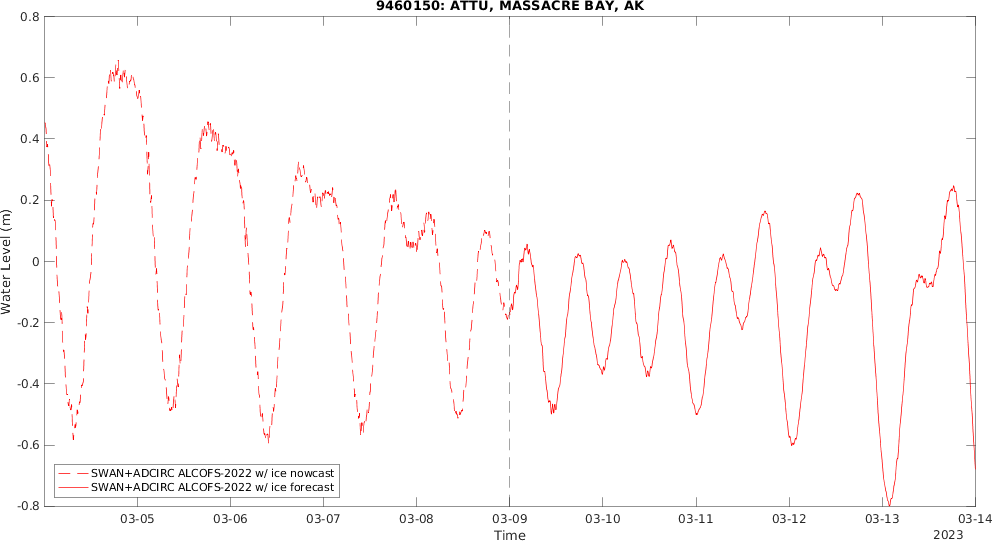 9460150: ATTU, MASSACRE BAY, AK
Water Level (m)
0.8
0.6
0.4
0.2
0
-0.2
-0.4
-0.6
-0.8
SWAN+ADCIRC ALCOFS-2022 w/ ice nowcast
SWAN+ADCIRC ALCOFS-2022 w/ ice forecast
03-05 03-06 03-07 03-08 03-09 03-10 03-11 03-12 03-13 03-14
Time
2023